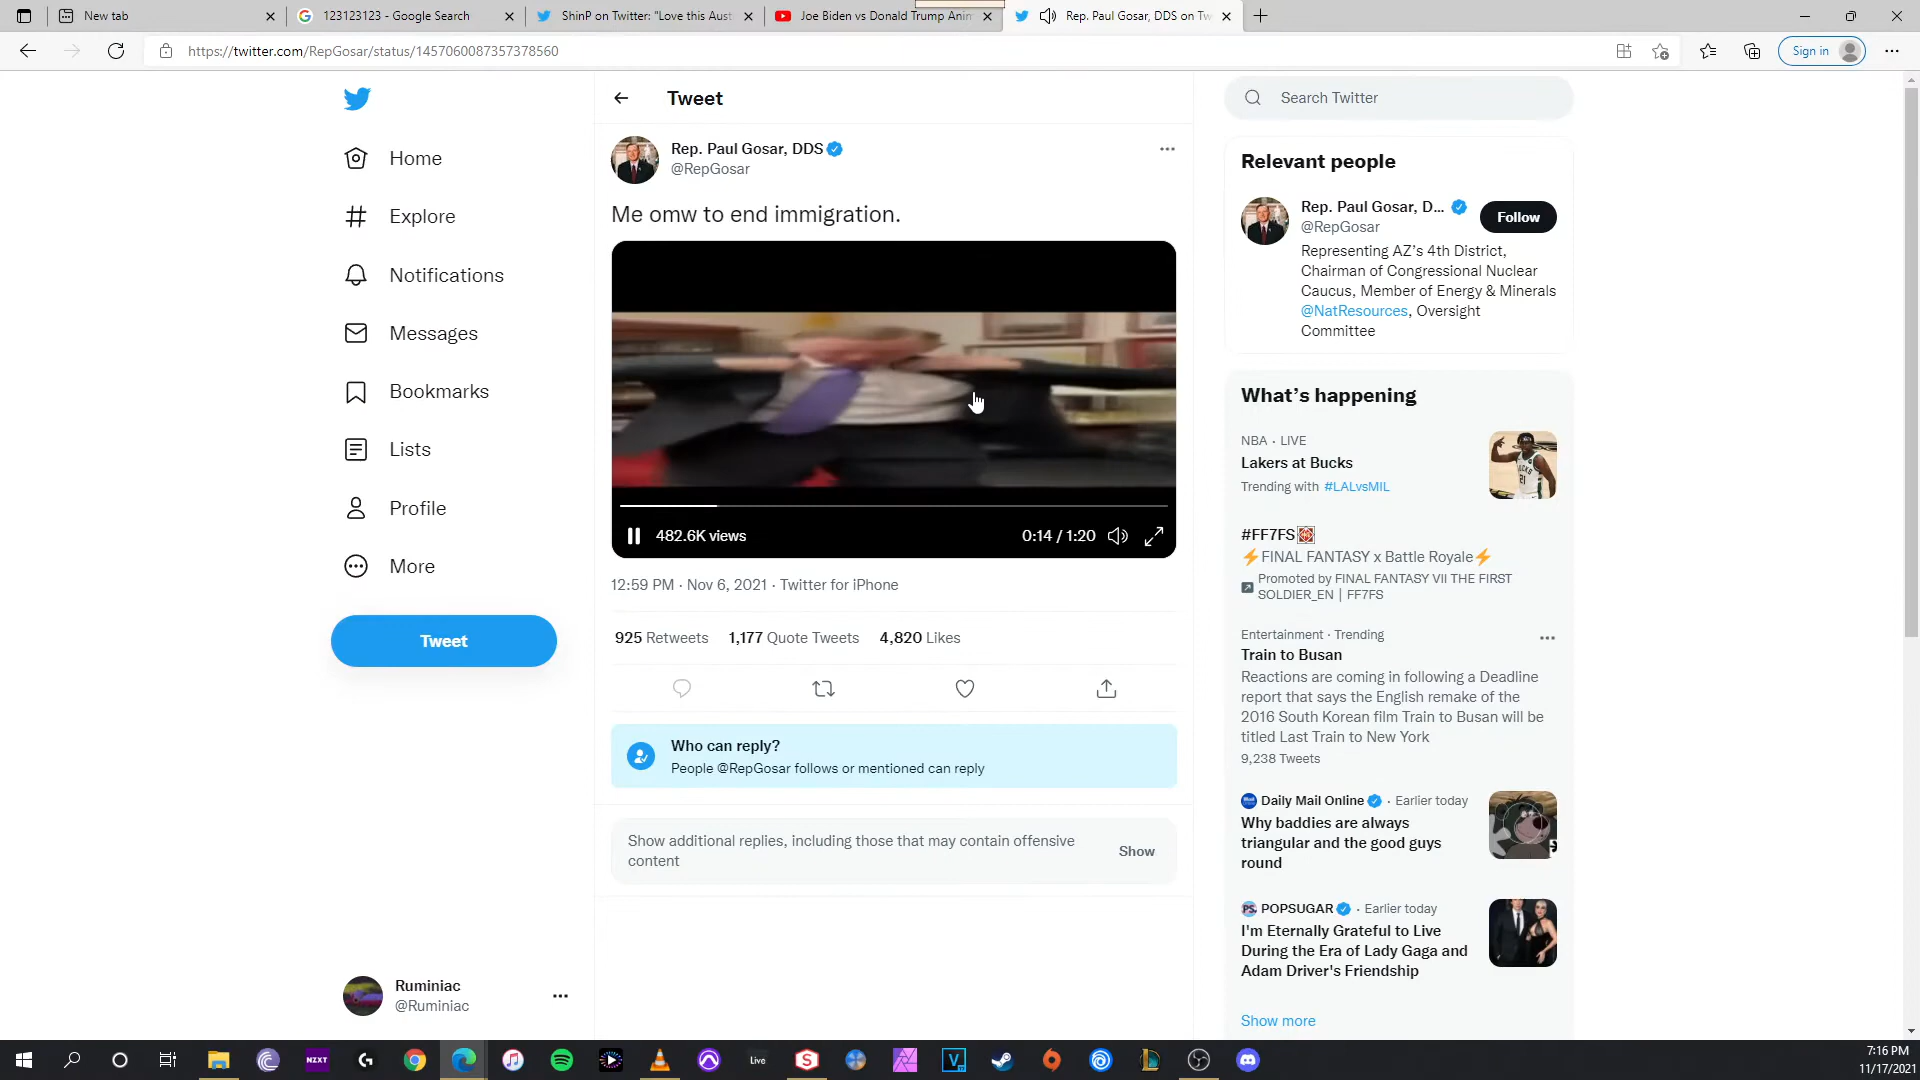 New tab
123123123 - Google Search
ShinP on Twitter: "Love this Aust
Joe Biden vs Donald Trump Anim
Rep. Paul Gosar, DDS on Tw
https://twitter.com/RepGosar/status/1457060087357378560
Sign in
Home
Explore
Notifications
Messages
Bookmarks
Lists
Profile
More
Tweet
Ruminiac
@Ruminiac
Tweet
Rep. Paul Gosar, DDS
@RepGosar
Me omw to end immigration.
482.6K views
0:14 / 1:20
12:59 PM · Nov 6, 2021 · Twitter for iPhone
925 Retweets 1,177 Quote Tweets 4,820 Likes
Who can reply?
People @RepGosar follows or mentioned can reply
Show additional replies, including those that may contain offensive
content
Show
Search Twitter
Relevant people
Rep. Paul Gosar, D...
@RepGosar
Follow
Representing AZ's 4th District,
Chairman of Congressional Nuclear
Caucus, Member of Energy & Minerals
@NatResources, Oversight
Committee
What's happening
NBA · LIVE
Lakers at Bucks
Trending with #LALvsMIL
#FF7FS
⚡FINAL FANTASY x Battle Royale⚡
Promoted by FINAL FANTASY VII THE FIRST
SOLDIER_EN | FF7FS
Entertainment · Trending
Train to Busan
Reactions are coming in following a Deadline
report that says the English remake of the
2016 South Korean film Train to Busan will be
titled Last Train to New York
9,238 Tweets
Daily Mail Online · Earlier today
Why baddies are always
triangular and the good guys
round
PS. POPSUGAR · Earlier today
I'm Eternally Grateful to Live
During the Era of Lady Gaga and
Adam Driver's Friendship
Show more
NZXT
Live
7:16 PM
11/17/2021